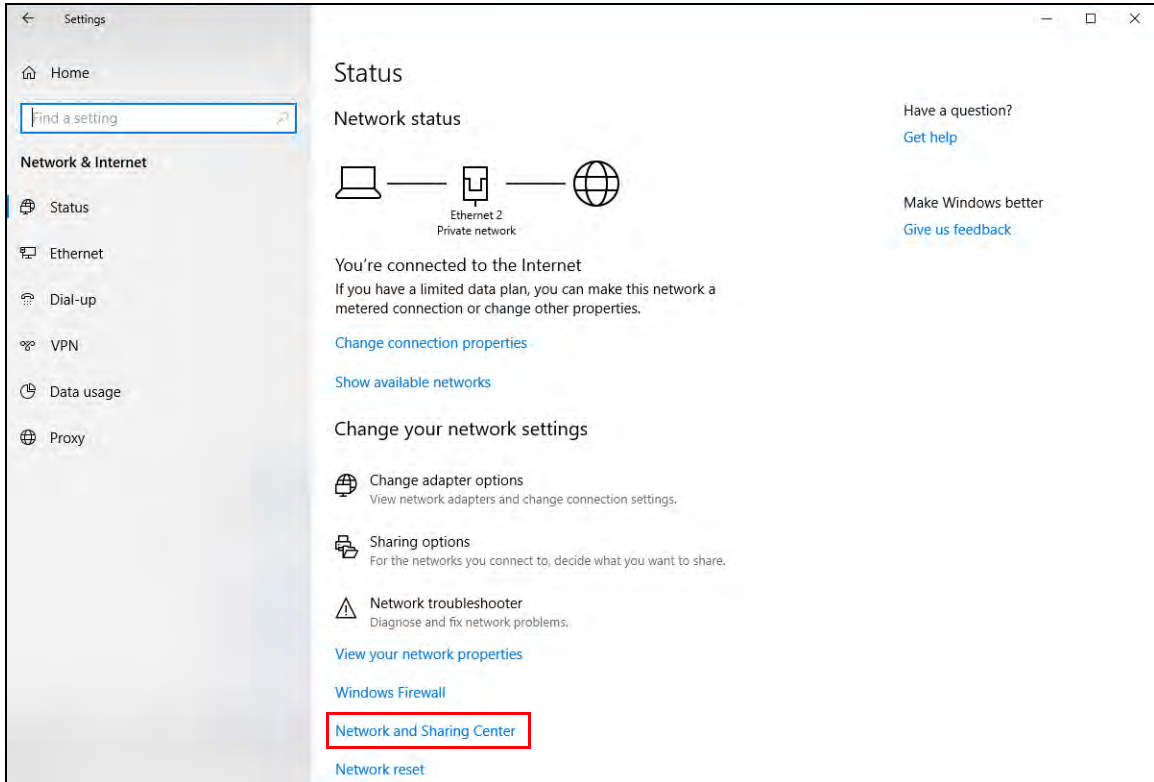 Settings
Home
Find a setting
Network & Internet
Status
Ethernet
Dial-up
VPN
Data usage
Proxy
Status
Network status
Ethernet 2
Private network
You're connected to the Internet
If you have a limited data plan, you can make this network a
metered connection or change other properties.
Change connection properties
Show available networks
Change your network settings
Change adapter options
View network adapters and change connection settings.
Sharing options
For the networks you connect to, decide what you want to share.
Network troubleshooter
Diagnose and fix network problems.
View your network properties
Windows Firewall
Network and Sharing Center
Network reset
Have a question?
Get help
Make Windows better
Give us feedback